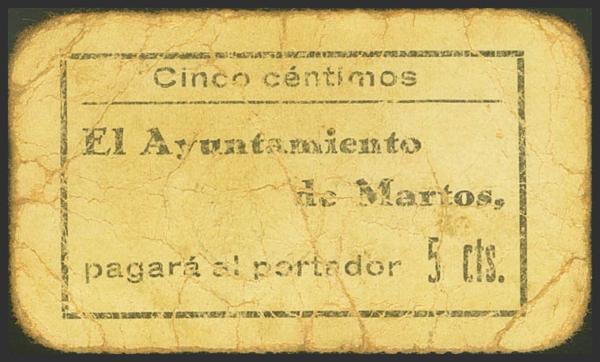 Cinco céntimos
El Ayuntamiento
de Martos,
pagará al portador 5 cts.